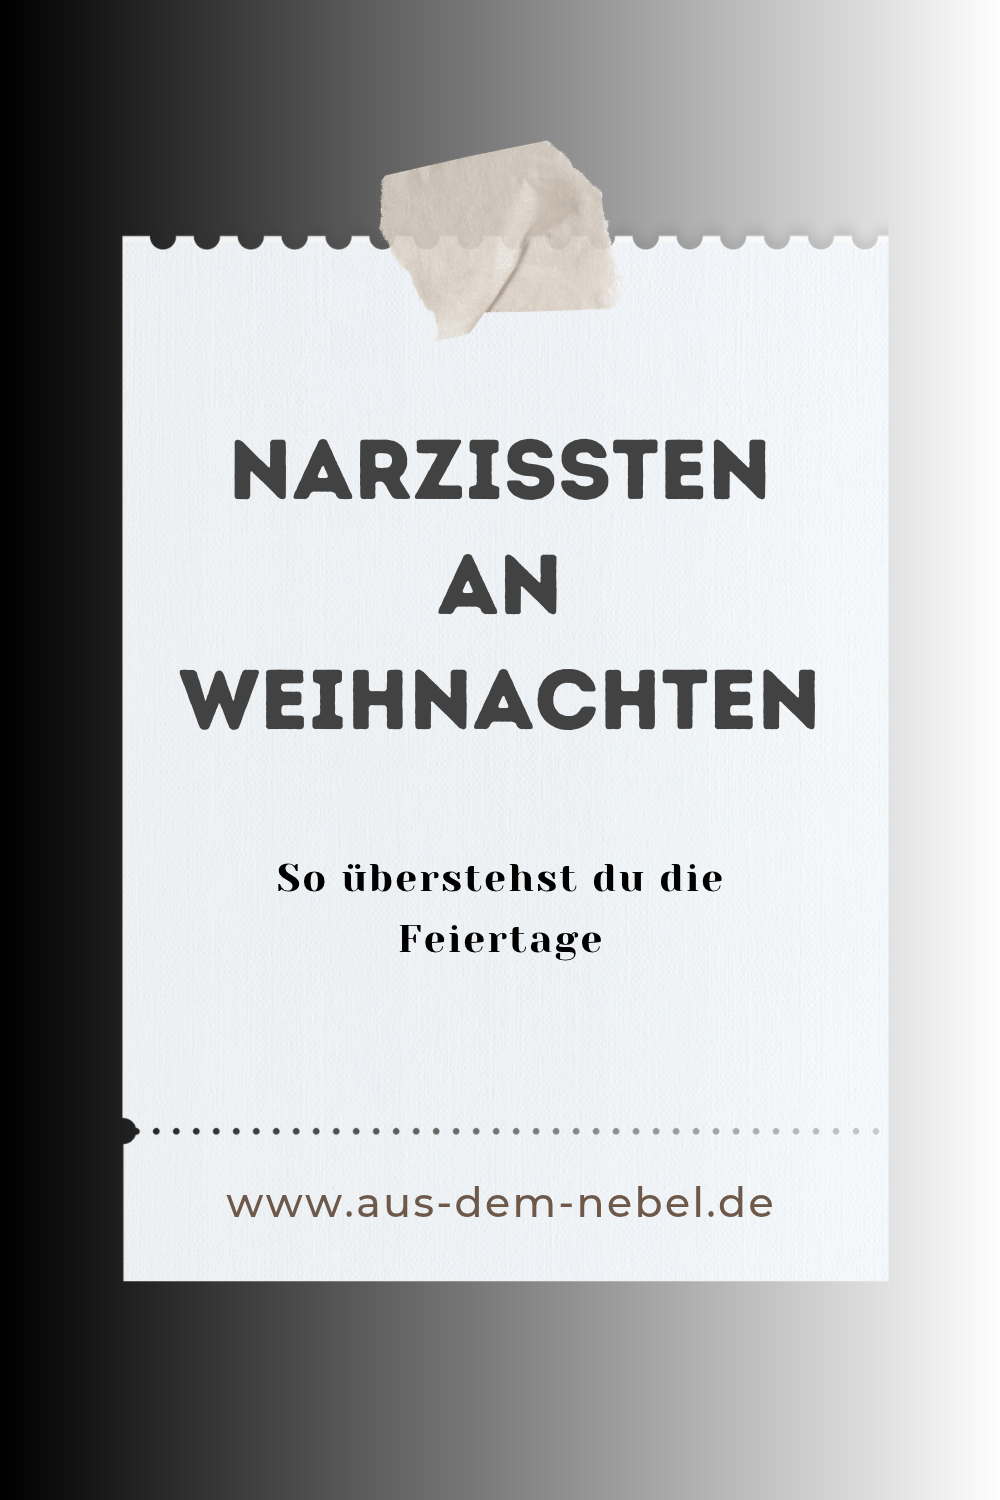 NARZISSTEN
AN
WEIHNACHTEN
So überstehst du die
Feiertage
www.aus-dem-nebel.de